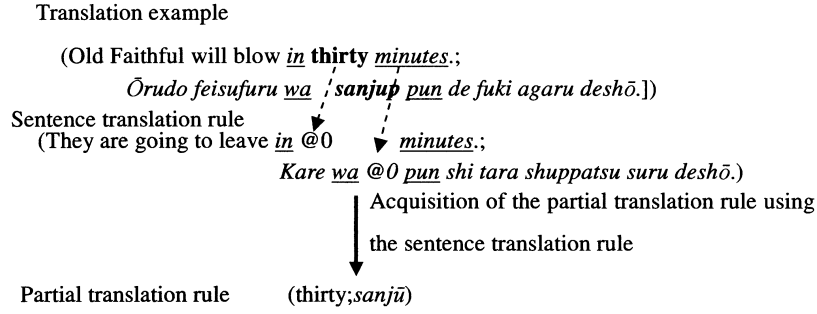 Translation example
(Old Faithful will blow in thirty minutes.;
Ōrudo feisufuru wa sanjup pun de fuki agaru deshō.])
Sentence translation rule
(They are going to leave in @0 minutes.;
Kare wa @0 pun shi tara shuppatsu suru deshō.)
Acquisition of the partial translation rule using
the sentence translation rule
Partial translation rule (thirty;sanjū)